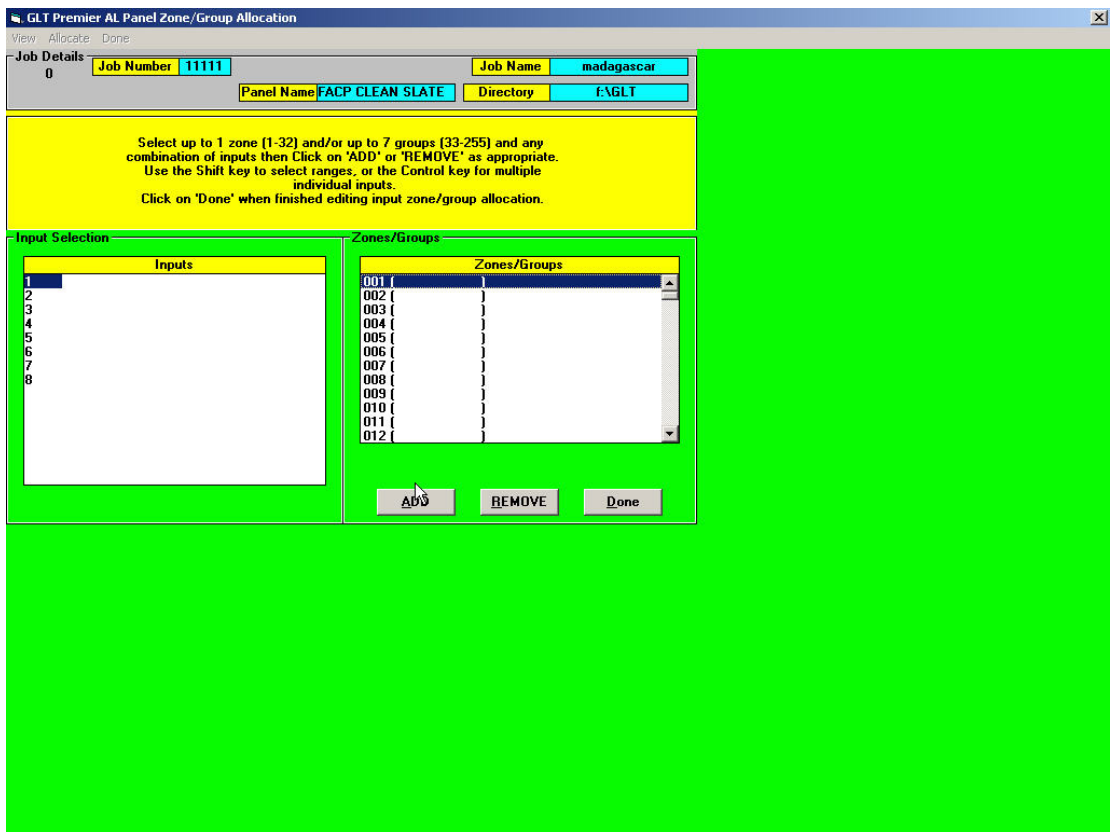 GLT Premier AL Panel Zone/Group Allocation
View Allocate Done
Job Details
0
Job Number 11111
Job Name madagascar
Panel Name FACP CLEAN SLATE
Directory f:\GLT
Select up to 1 zone (1-32) and/or up to 7 groups (33-255) and any
combination of inputs then Click on 'ADD' or 'REMOVE' as appropriate.
Use the Shift key to select ranges, or the Control key for multiple
individual inputs.
Click on 'Done' when finished editing input zone/group allocation.
Input Selection
Inputs
1
2
3
4
5
6
7
8
Zones/Groups
Zones/Groups
001 ( )
002 ( )
003 ( )
004 ( )
005 ( )
006 ( )
007 ( )
008 ( )
009 ( )
010 ( )
011 ( )
012 ( )
ADD
REMOVE
Done